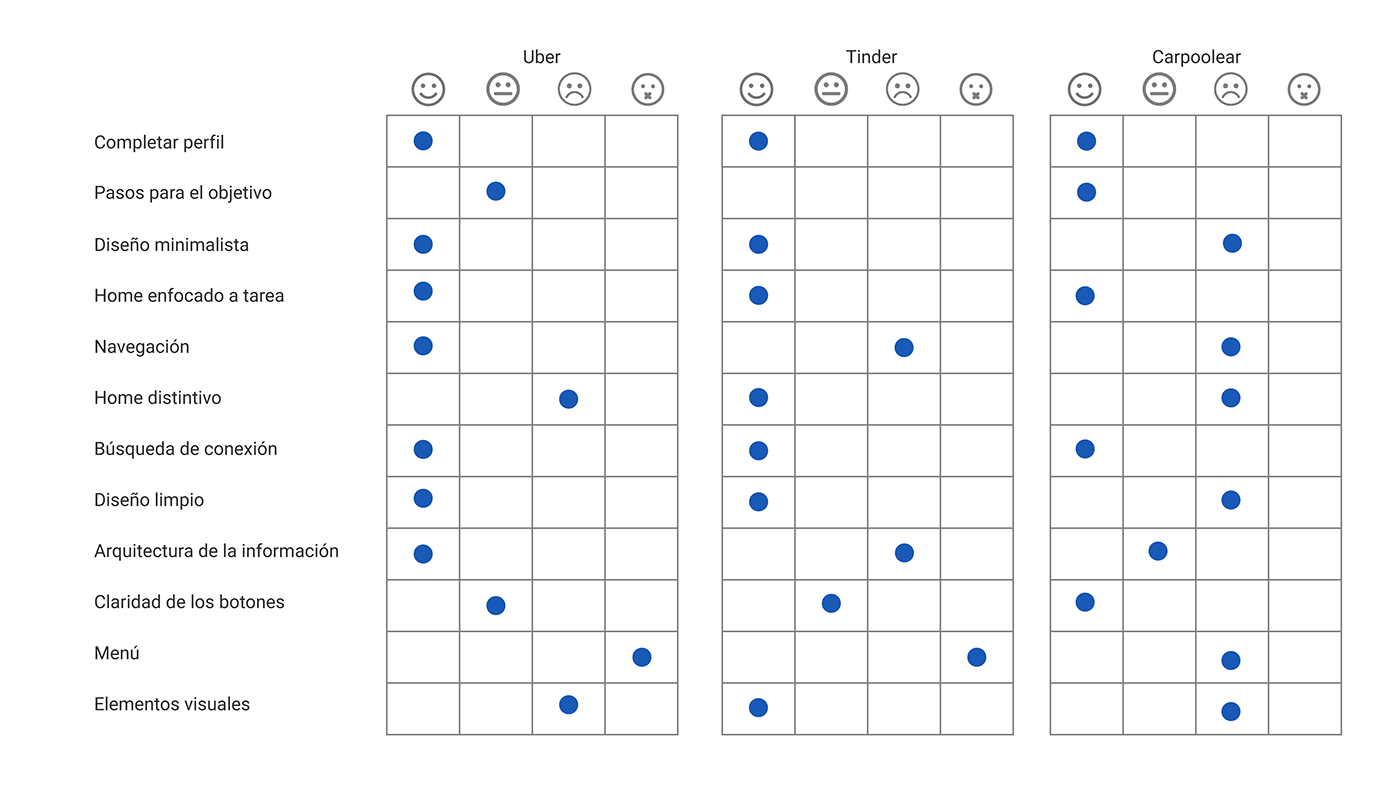 Uber
Tinder
Carpoolear
Completar perfil
Pasos para el objetivo
Diseño minimalista
Home enfocado a tarea
Navegación
Home distintivo
Búsqueda de conexión
Diseño limpio
Arquitectura de la información
Claridad de los botones
Menú
Elementos visuales